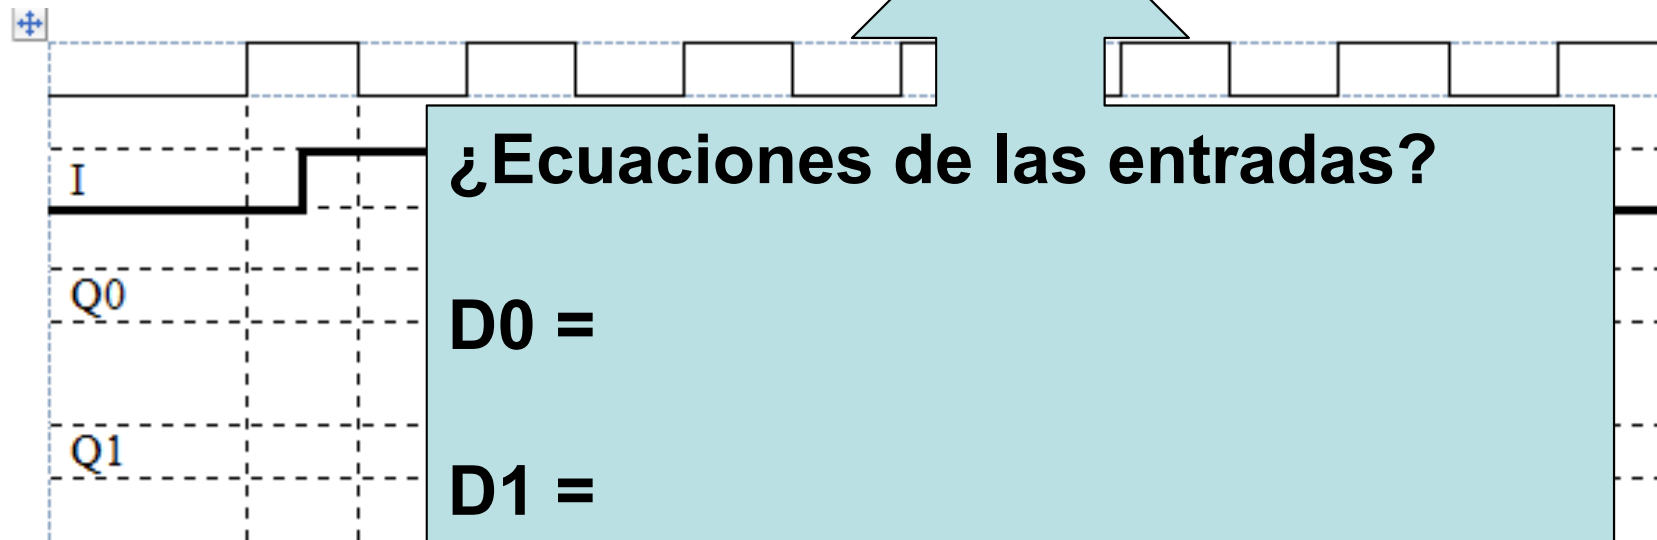 ¿Ecuaciones de las entradas?
I
Q0
D0 =
Q1
D1 =